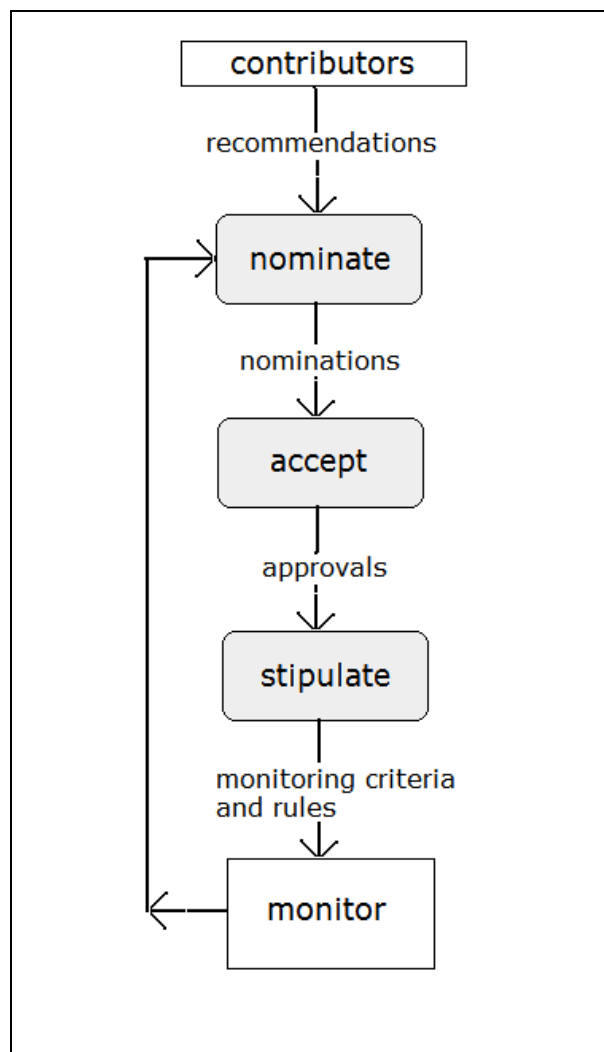 contributors
recommendations
nominate
nominations
accept
approvals
stipulate
monitoring criteria
and rules
monitor